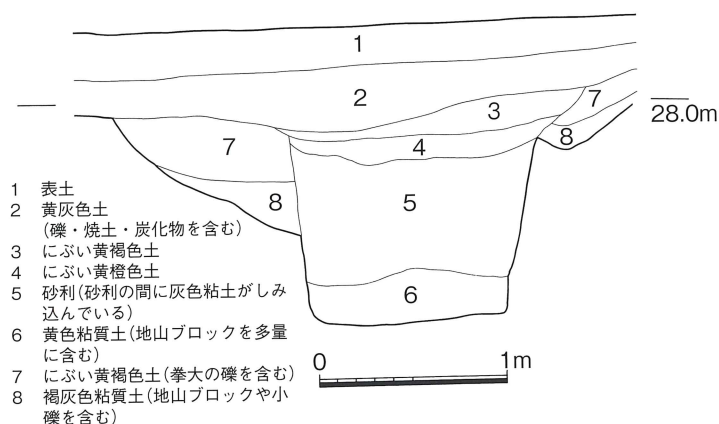 1
2
3
7
28.0m
7
4
8
8
5
6
1 表土
2 黄灰色土
(礫・焼土・炭化物を含む)
3 にぶい黄褐色土
4 にぶい黄橙色土
5 砂利(砂利の間に灰色粘土がしみ
込んでいる)
6 黄色粘質土(地山ブロックを多量
に含む)
7 にぶい黄褐色土(拳大の礫を含む)
8 褐灰色粘質土(地山ブロックや小
礫を含む)
0 1m